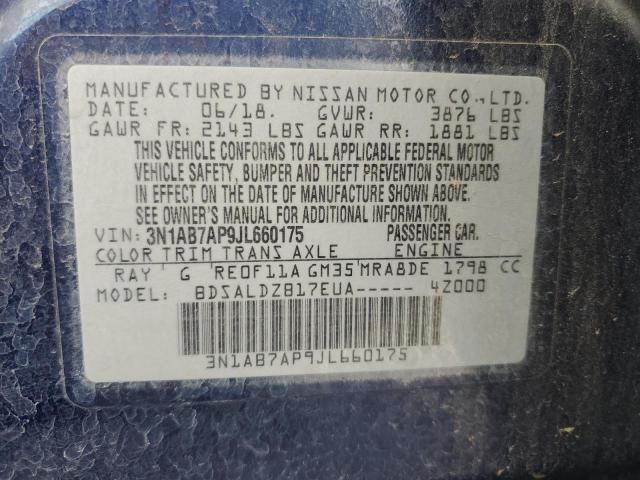 MANUFACTURED BY NISSAN MOTOR CO., LTD.
DATE: 06/18. GVWR: 3876 LBS
GAWR FR: 2143 LBS GAWR RR: 1881 LBS
THIS VEHICLE CONFORMS TO ALL APPLICABLE FEDERAL MOTOR
VEHICLE SAFETY, BUMPER AND THEFT PREVENTION STANDARDS
IN EFFECT ON THE DATE OF MANUFACTURE SHOWN ABOVE.
SEE OWNER'S MANUAL FOR ADDITIONAL INFORMATION.
VIN: 3N1AB7AP9JL660175 PASSENGER CAR.
COLOR TRIM TRANS AXLE ENGINE
RAY G RE0F11A GM35 MRA8DE 1798 CC
MODEL: BDSALDZB17EUA----- 4Z000
3N1AB7AP9JL660175